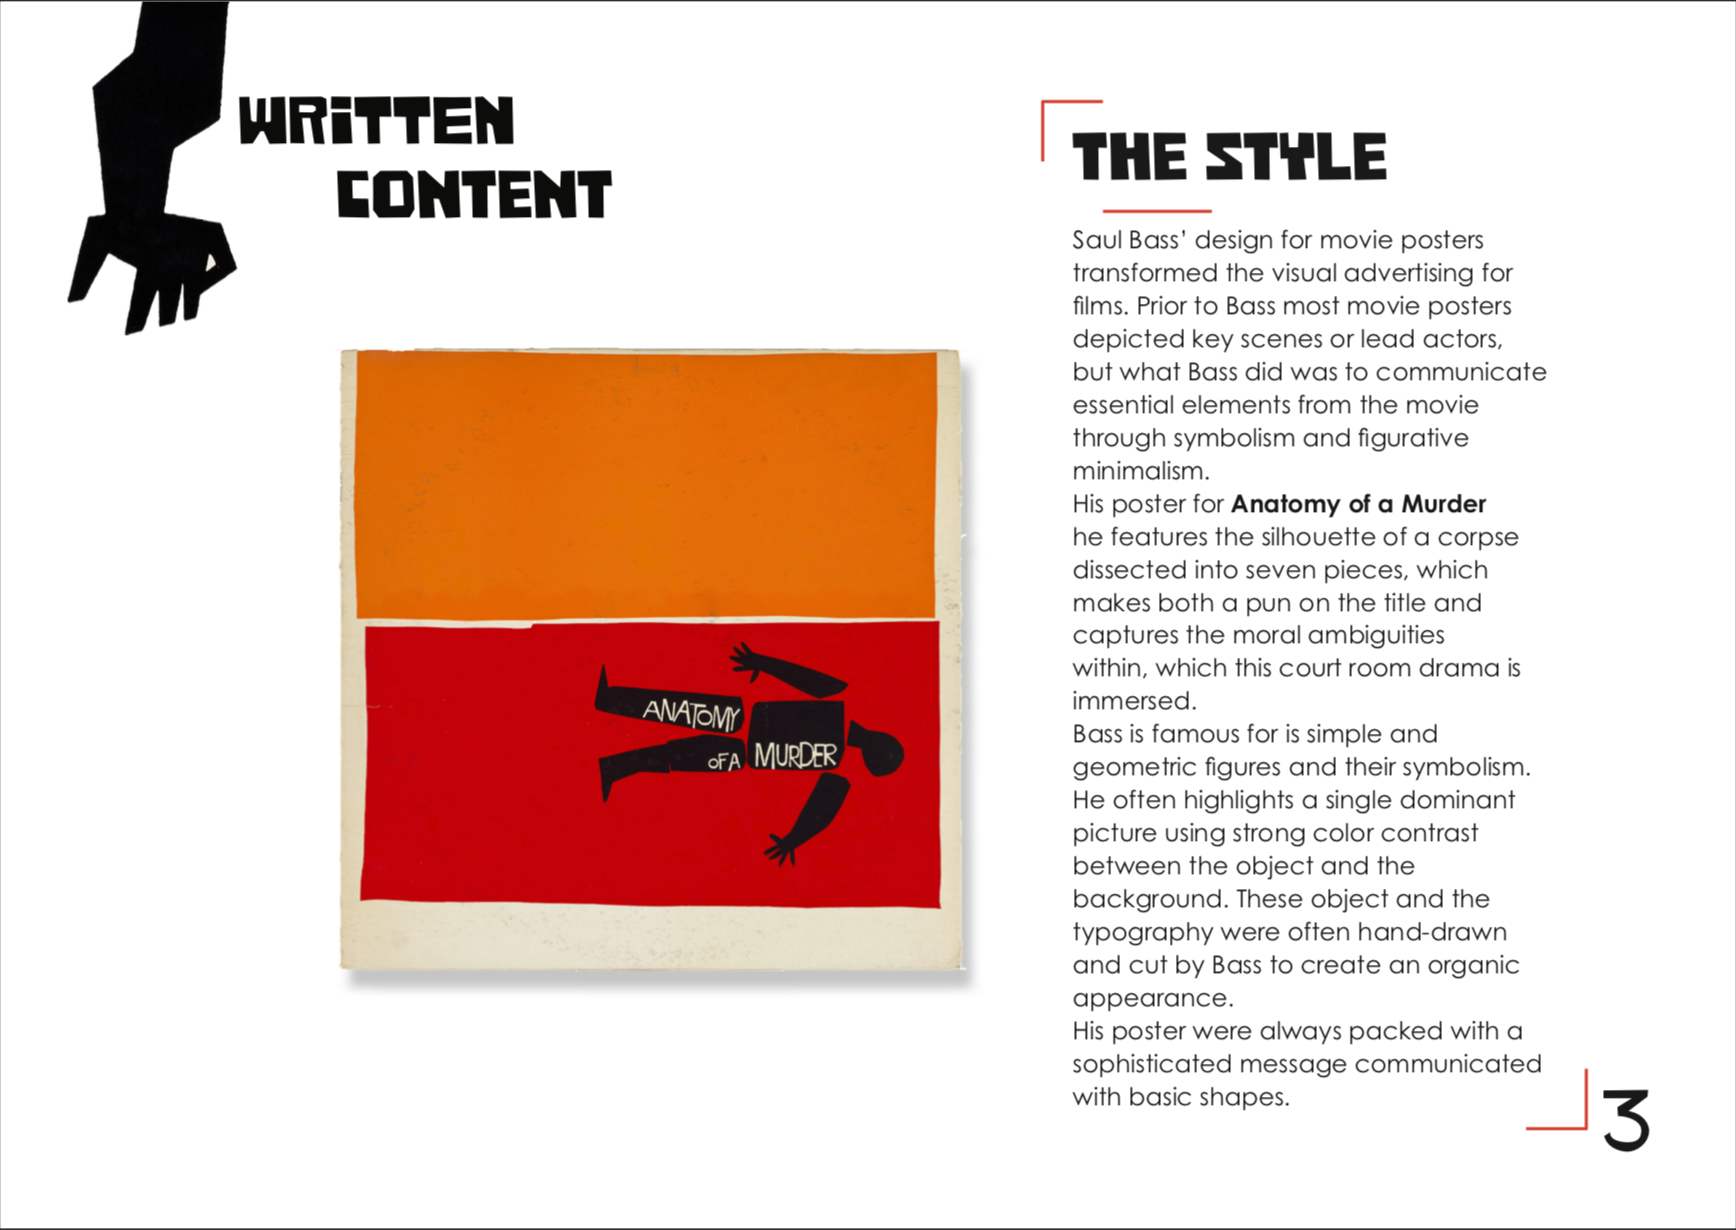 WRiTTEN
CONTENT
ANATOMY
OF A
MURDER
THE STYLE
Saul Bass’ design for movie posters
transformed the visual advertising for
films. Prior to Bass most movie posters
depicted key scenes or lead actors,
but what Bass did was to communicate
essential elements from the movie
through symbolism and figurative
minimalism.
His poster for Anatomy of a Murder
he features the silhouette of a corpse
dissected into seven pieces, which
makes both a pun on the title and
captures the moral ambiguities
within, which this court room drama is
immersed.
Bass is famous for is simple and
geometric figures and their symbolism.
He often highlights a single dominant
picture using strong color contrast
between the object and the
background. These object and the
typography were often hand-drawn
and cut by Bass to create an organic
appearance.
His poster were always packed with a
sophisticated message communicated
with basic shapes.
3